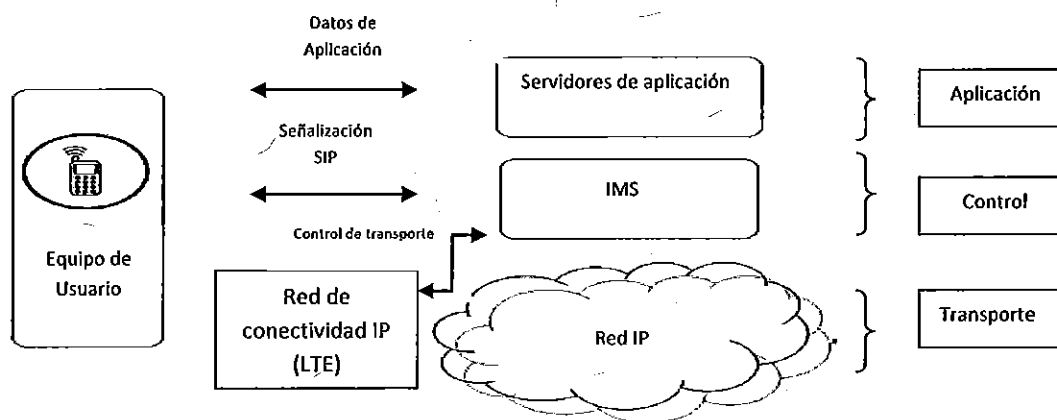 Datos de
Aplicación
Servidores de aplicación
Aplicación
Señalización
SIP
IMS
Control
Control de transporte
Equipo de
Usuario
Red de
conectividad IP
(LTE)
Red IP
Transporte